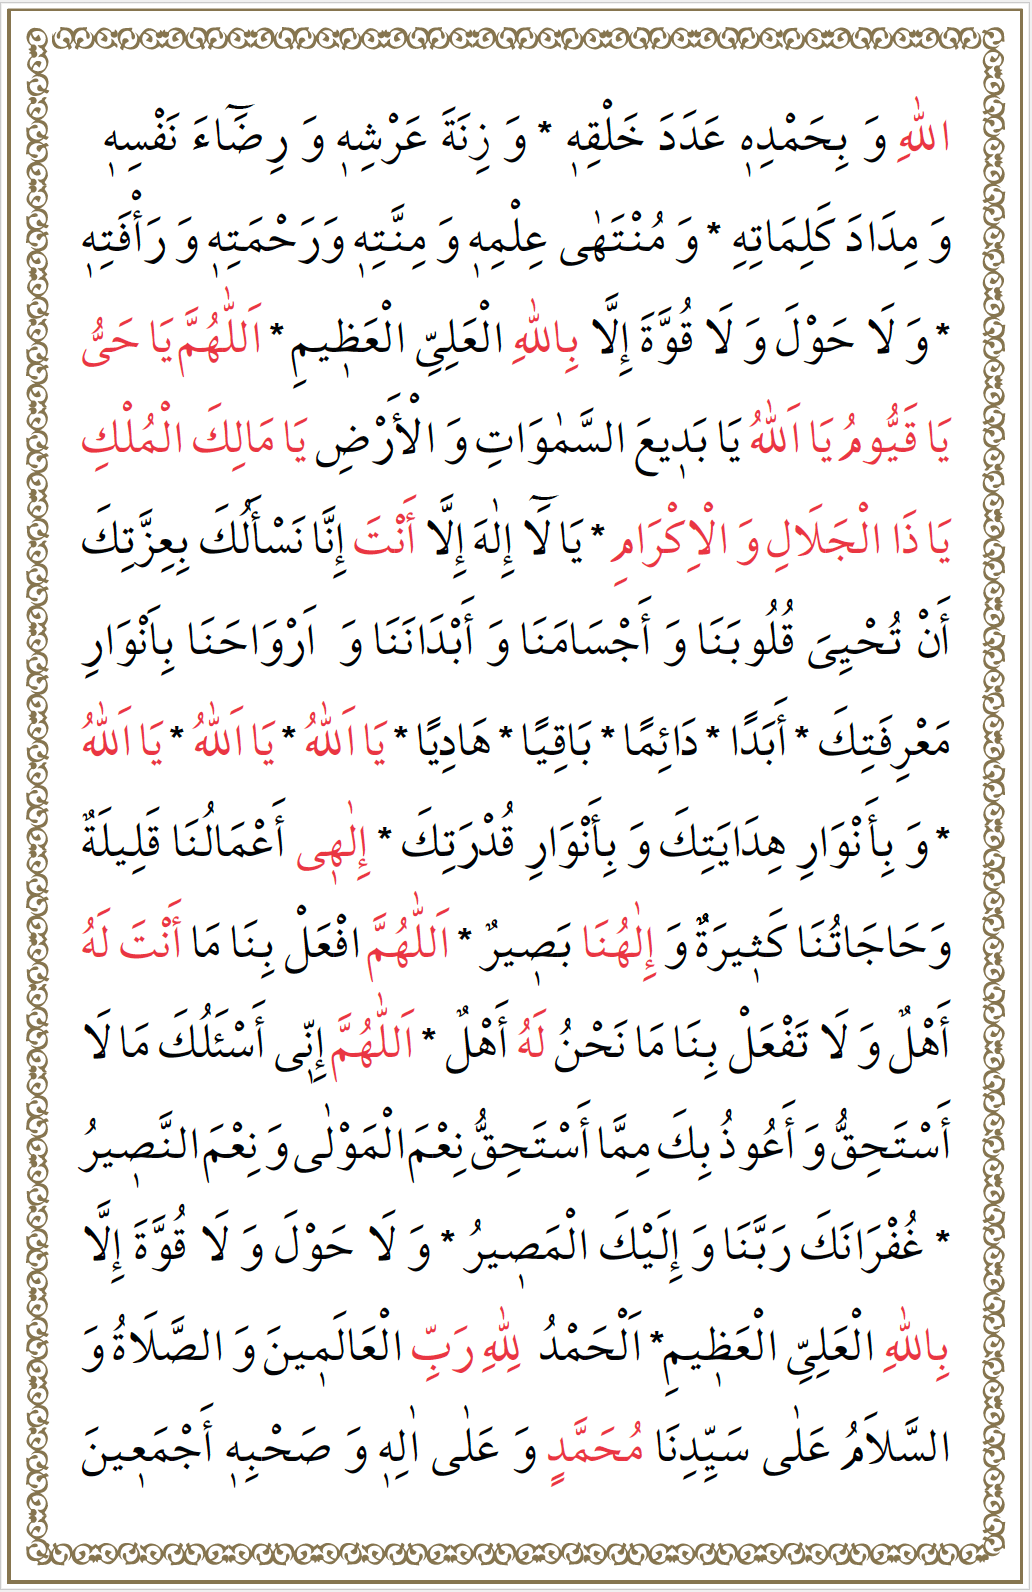 اللهِ وَ بِحَمْدِهٖ عَدَدَ خَلْقِهٖ * وَ زِنَةَ عَرْشِهٖ وَ رِضَٓاءَ نَفْسِهٖ
وَ مِدَادَ كَلِمَاتِهِ * وَ مُنْتَهٰى عِلْمِهٖ وَ مِنَّتِهٖ وَرَحْمَتِهٖ وَ رَأْفَتِهٖ
* وَ لَا حَوْلَ وَ لَا قُوَّةَ إِلَّا بِاللهِ الْعَلِىِّ الْعَظٖيمِ * اَللّٰهُمَّ يَا حَىُّ
يَا قَيُّومُ يَا اَللهُ يَا بَدٖيعَ السَّمٰوَاتِ وَ الْأَرْضِ يَا مَالِكَ الْمُلْكِ
يَا ذَا الْجَلَالِ وَ الْاِكْرَامِ * يَا لَٓا إِلٰهَ إِلَّا أَنْتَ إِنَّا نَسْأَلُكَ بِعِزَّتِكَ
أَنْ تُحْيِىَ قُلُوبَنَا وَ أَجْسَامَنَا وَ أَبْدَانَنَا وَ اَرْوَاحَنَا بِاَنْوَارِ
مَعْرِفَتِكَ * أَبَدًا * دَائِمًا * بَاقِيًا * هَادِيًا * يَا اَللهُ * يَا اَللهُ * يَا اَللهُ
* وَ بِأَنْوَارِ هِدَايَتِكَ وَ بِأَنْوَارِ قُدْرَتِكَ * إِلٰهٖى أَعْمَالُنَا قَلِيلَةٌ
وَحَاجَاتُنَا كَثٖيرَةٌ وَ إِلٰهُنَا بَصٖيرٌ * اَللّٰهُمَّ افْعَلْ بِنَا مَا أَنْتَ لَهُ
أَهْلٌ وَ لَا تَفْعَلْ بِنَا مَا نَحْنُ لَهُ أَهْلٌ * اَللّٰهُمَّ إِنّٖى أَسْئَلُكَ مَا لَا
أَسْتَحِقُّ وَ أَعُوذُ بِكَ مِمَّا أَسْتَحِقُّ نِعْمَ الْمَوْلٰى وَ نِعْمَ النَّصٖيرُ
* غُفْرَانَكَ رَبَّنَا وَ إِلَيْكَ الْمَصٖيرُ * وَ لَا حَوْلَ وَ لَا قُوَّةَ إِلَّا
بِاللهِ الْعَلِىِّ الْعَظٖيمِ* اَلْحَمْدُ لِلّٰهِ رَبِّ الْعَالَمٖينَ وَ الصَّلَاةُ وَ
السَّلَامُ عَلٰى سَيِّدِنَا مُحَمَّدٍ وَ عَلٰى اٰلِهٖ وَ صَحْبِهٖ أَجْمَعٖينَ